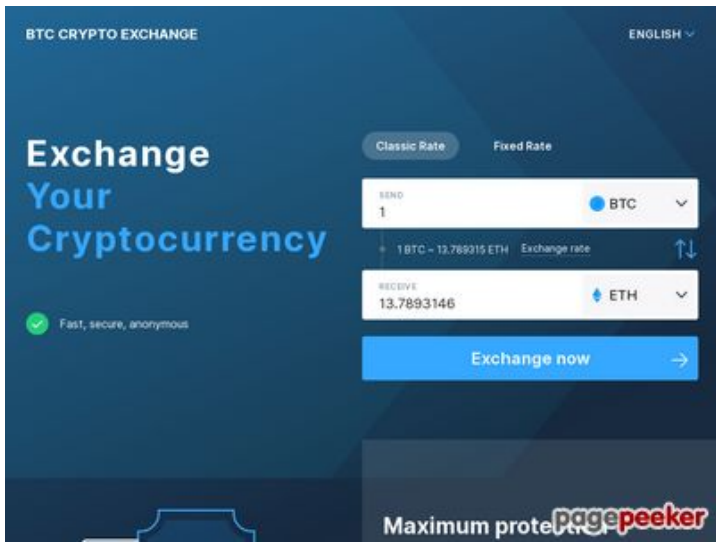 BTC CRYPTO EXCHANGE
ENGLISH
Exchange
Your
Cryptocurrency
Fast, secure, anonymous
Classic Rate
Fixed Rate
SEND
1
BTC
1 BTC ~ 13.789315 ETH Exchange rate
RECEIVE
13.7893146
ETH
Exchange now
Maximum protection
pagepeeker